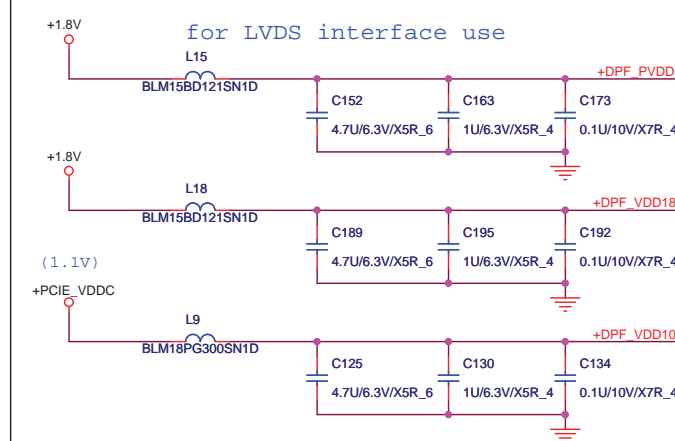 for LVDS interface use
+1.8V
L15
BLM15BD121SN1D
+DPF_PVDD
C152
4.7U/6.3V/X5R_6
C163
1U/6.3V/X5R_4
C173
0.1U/10V/X7R_4
+1.8V
L18
BLM15BD121SN1D
+DPF_VDD18
C189
4.7U/6.3V/X5R_6
C195
1U/6.3V/X5R_4
C192
0.1U/10V/X7R_4
(1.1V)
+PCIE_VDDC
L9
BLM18PG300SN1D
+DPF_VDD10
C125
4.7U/6.3V/X5R_6
C130
1U/6.3V/X5R_4
C134
0.1U/10V/X7R_4